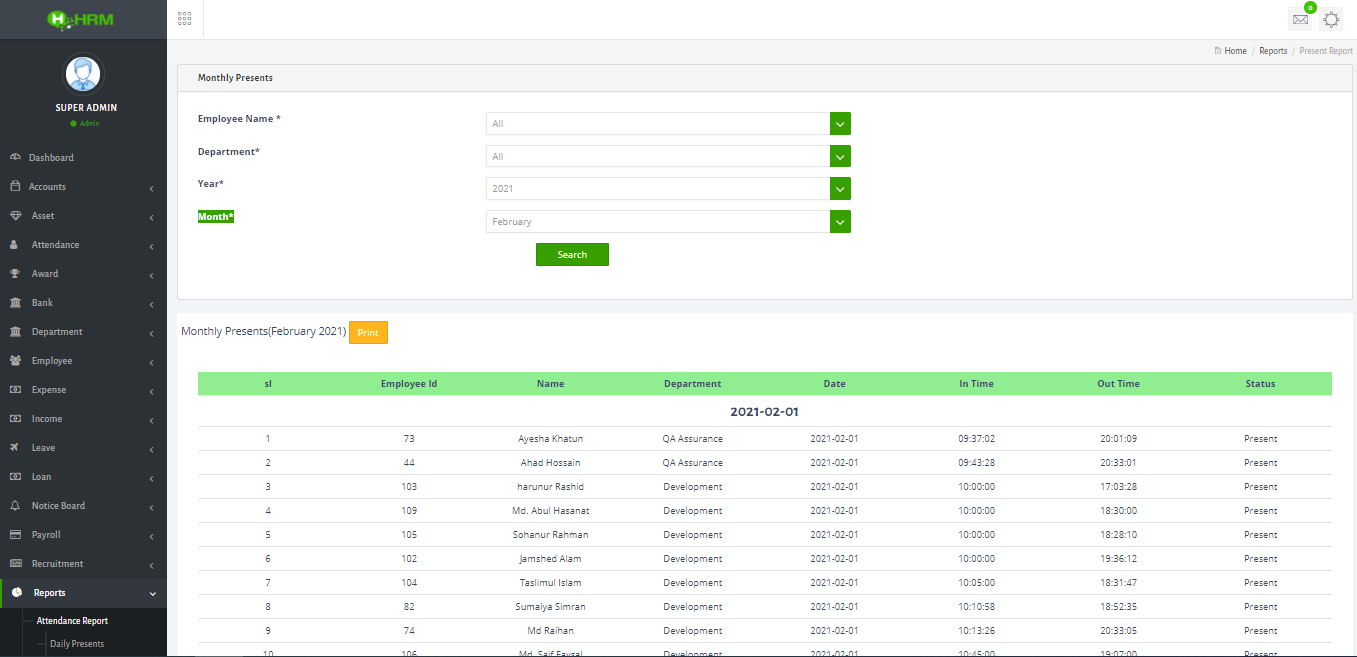 HRM
0
Home / Reports / Present Report
SUPER ADMIN
Admin
Dashboard
Accounts
Asset
Attendance
Award
Bank
Department
Employee
Expense
Income
Leave
Loan
Notice Board
Payroll
Recruitment
Reports
Attendance Report
Daily Presents
Monthly Presents
Employee Name * All
Department* All
Year* 2021
Month* February
Search
Monthly Presents(February 2021) Print
sl Employee Id Name Department Date In Time Out Time Status
2021-02-01
1 73 Ayesha Khatun QA Assurance 2021-02-01 09:37:02 20:01:09 Present
2 44 Ahad Hossain QA Assurance 2021-02-01 09:43:28 20:33:01 Present
3 103 harunur Rashid Development 2021-02-01 10:00:00 17:03:28 Present
4 109 Md. Abul Hasanat Development 2021-02-01 10:00:00 18:30:00 Present
5 105 Sohanur Rahman Development 2021-02-01 10:00:00 18:28:10 Present
6 102 Jamshed Alam Development 2021-02-01 10:00:00 19:36:12 Present
7 104 Taslimul Islam Development 2021-02-01 10:05:00 18:31:47 Present
8 82 Sumaiya Simran Development 2021-02-01 10:10:58 18:52:35 Present
9 74 Md Raihan Development 2021-02-01 10:13:26 20:33:05 Present
10 106 Md. Saif Faysal Development 2021-02-01 10:45:00 19:07:00 Present